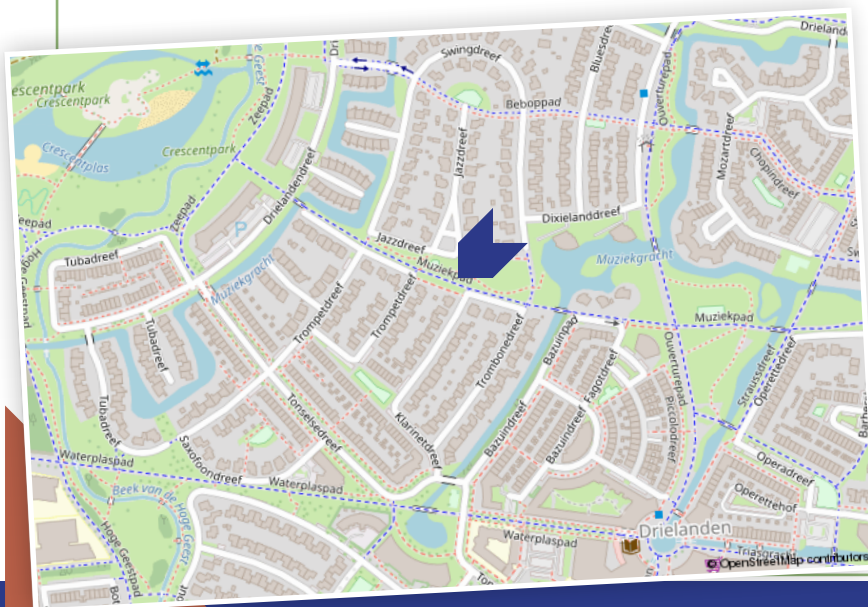 Drieland
Swingdreef
Bluesdreef
Ouverturepad
Crescentpark
Crescentpark
Zeepad
Beboppad
Mozartdreef
Crescentplas
Crescentpark
Jazzdreef
Chopindreef
Drielandendreef
Zeepad
Dixielanddreef
P
Jazzdreef
Tubadreef
Muziekgracht
Muziekpad
Muziekgracht
Trompetdreef
Trompetdreef
Muziekpad
Bazuinpad
Trombonedreef
Tubadreef
Ouverturepad
Straussdreef
Operettedreef
Fagotdreef
Tubadreef
Tonselsedreef
Klarinetdreef
Bazuindreef
Bazuindreef
Piccolodreef
Saxofoondreef
Waterplaspad
Waterplaspad
Operadreef
Beek van de Hoge Geest
Operettehof
Hoge Geestpad
Waterplaspad
Drielanden
Triasgracht
© OpenStreetMap contributors